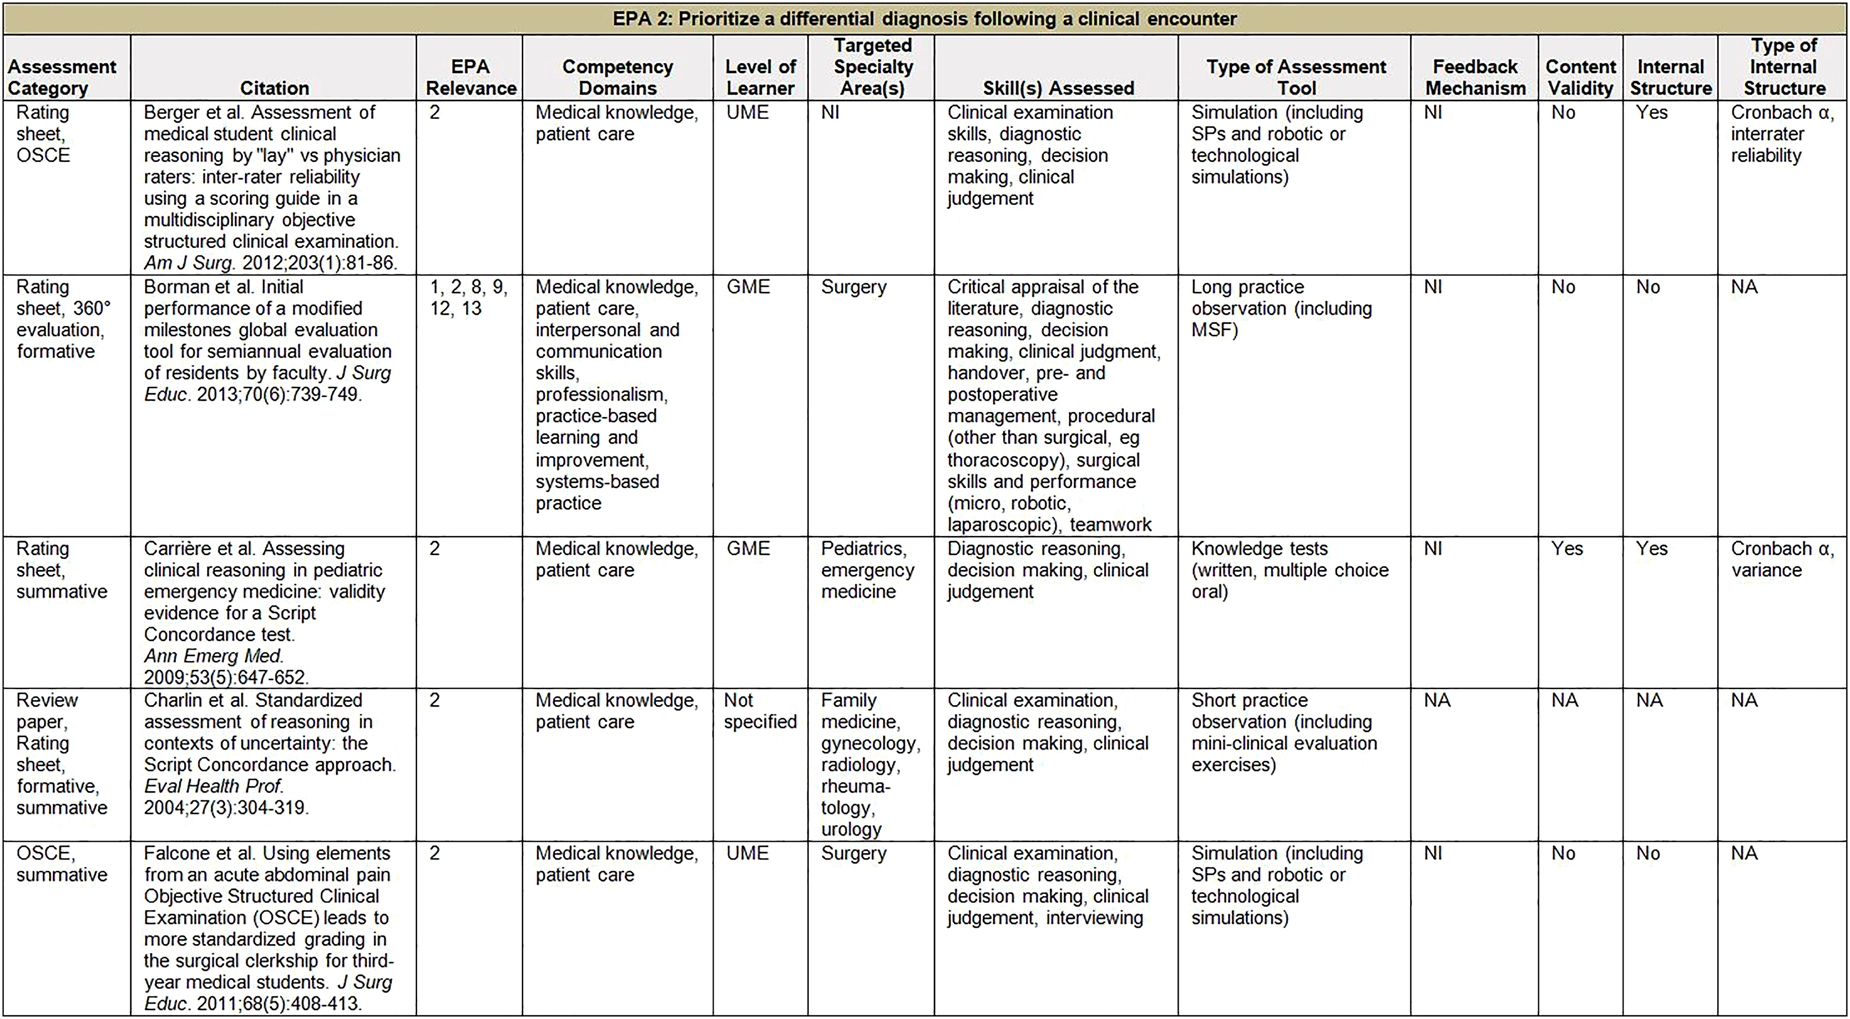 EPA 2: Prioritize a differential diagnosis following a clinical encounter
Assessment
Category
Citation
EPA
Relevance
Competency
Domains
Level of
Learner
Targeted
Specialty
Area(s)
Skill(s) Assessed
Type of Assessment
Tool
Feedback
Mechanism
Content
Validity
Internal
Structure
Type of
Internal
Structure
Rating
sheet,
OSCE
Berger et al. Assessment of
medical student clinical
reasoning by "lay" vs physician
raters: inter-rater reliability
using a scoring guide in a
multidisciplinary objective
structured clinical examination.
Am J Surg. 2012;203(1):81-86.
2
Medical knowledge,
patient care
UME
NI
Clinical examination
skills, diagnostic
reasoning, decision
making, clinical
judgement
Simulation (including
SPs and robotic or
technological
simulations)
NI
No
Yes
Cronbach α,
interrater
reliability
Rating
sheet, 360°
evaluation,
formative
Borman et al. Initial
performance of a modified
milestones global evaluation
tool for semiannual evaluation
of residents by faculty. J Surg
Educ. 2013;70(6):739-749.
1, 2, 8, 9,
12, 13
Medical knowledge,
patient care,
interpersonal and
communication
skills,
professionalism,
practice-based
learning and
improvement,
systems-based
practice
GME
Surgery
Critical appraisal of the
literature, diagnostic
reasoning, decision
making, clinical judgment,
handover, pre- and
postoperative
management, procedural
(other than surgical, eg
thoracoscopy), surgical
skills and performance
(micro, robotic,
laparoscopic), teamwork
Long practice
observation (including
MSF)
NI
No
No
NA
Rating
sheet,
summative
Carrière et al. Assessing
clinical reasoning in pediatric
emergency medicine: validity
evidence for a Script
Concordance test.
Ann Emerg Med.
2009;53(5):647-652.
2
Medical knowledge,
patient care
GME
Pediatrics,
emergency
medicine
Diagnostic reasoning,
decision making, clinical
judgement
Knowledge tests
(written, multiple choice
oral)
NI
Yes
Yes
Cronbach α,
variance
Review
paper,
Rating
sheet,
formative,
summative
Charlin et al. Standardized
assessment of reasoning in
contexts of uncertainty: the
Script Concordance approach.
Eval Health Prof.
2004;27(3):304-319.
2
Medical knowledge,
patient care
Not
specified
Family
medicine,
gynecology,
radiology,
rheuma-
tology,
urology
Clinical examination,
diagnostic reasoning,
decision making, clinical
judgement
Short practice
observation (including
mini-clinical evaluation
exercises)
NA
NA
NA
NA
OSCE,
summative
Falcone et al. Using elements
from an acute abdominal pain
Objective Structured Clinical
Examination (OSCE) leads to
more standardized grading in
the surgical clerkship for third-
year medical students. J Surg
Educ. 2011;68(5):408-413.
2
Medical knowledge,
patient care
UME
Surgery
Clinical examination,
diagnostic reasoning,
decision making, clinical
judgement, interviewing
Simulation (including
SPs and robotic or
technological
simulations)
NI
No
No
NA